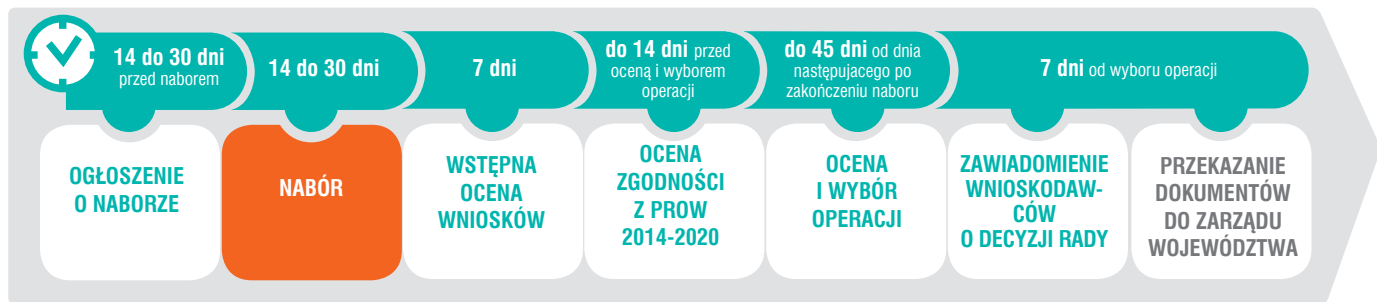 14 do 30 dni
przed naborem
14 do 30 dni
7 dni
do 14 dni przed
oceną i wyborem
operacji
do 45 dni od dnia
następujacego po
zakończeniu naboru
7 dni od wyboru operacji
OGŁOSZENIE
O NABORZE
NABÓR
WSTĘPNA
OCENA
WNIOSKÓW
OCENA
ZGODNOŚCI
Z PROW
2014-2020
OCENA
I WYBÓR
OPERACJI
ZAWIADOMIENIE
WNIOSKODAW-
CÓW
O DECYZJI RADY
PRZEKAZANIE
DOKUMENTÓW
DO ZARZĄDU
WOJEWÓDZTWA